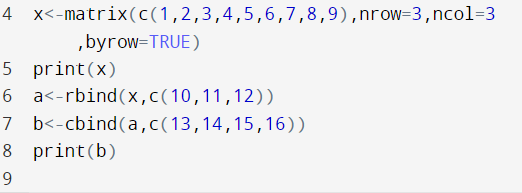 4 x<-matrix(c(1,2,3,4,5,6,7,8,9),nrow=3,ncol=3
,byrow=TRUE)
5 print(x)
6 a<-rbind(x,c(10,11,12))
7 b<-cbind(a,c(13,14,15,16))
8 print(b)
9